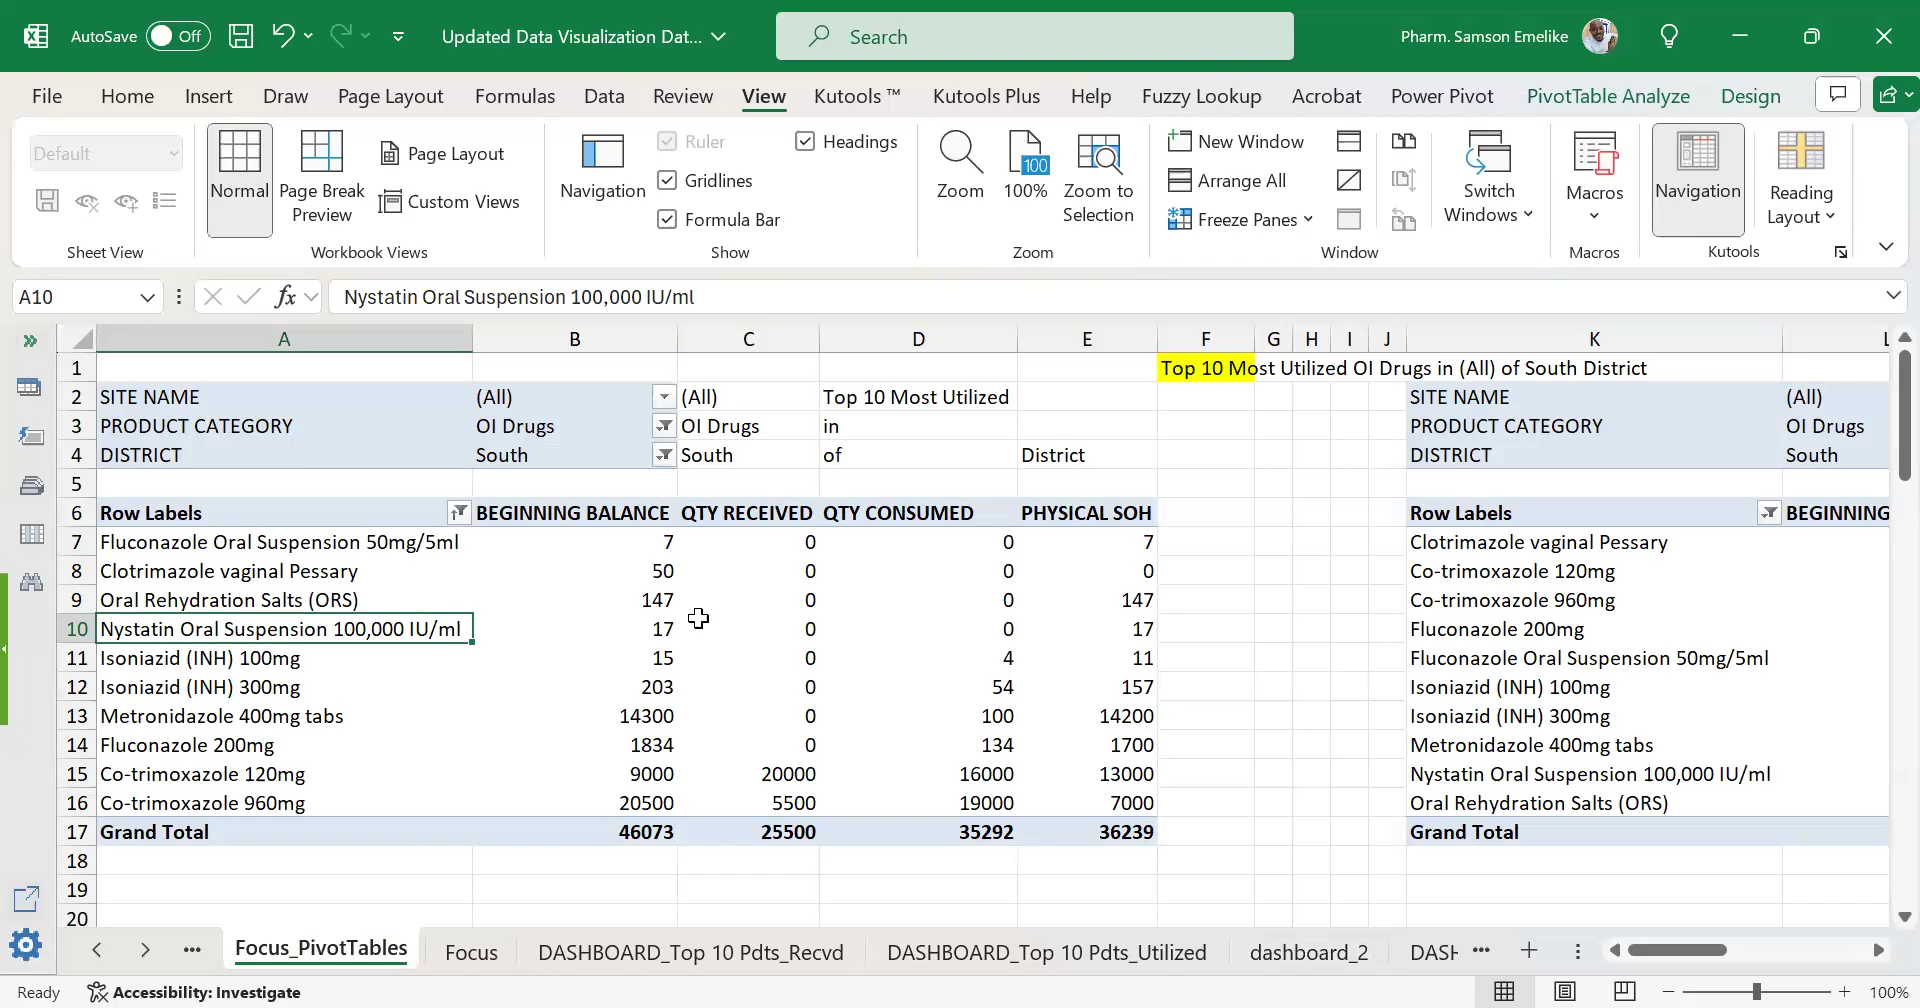 AutoSave Off Updated Data Visualization Dat... Search Pharm. Samson Emelike
File Home Insert Draw Page Layout Formulas Data Review View Kutools ™ Kutools Plus Help Fuzzy Lookup Acrobat Power Pivot PivotTable Analyze Design
Default
Normal
Page Break Preview
Page Layout
Custom Views
Navigation
Ruler
Gridlines
Formula Bar
Headings
Zoom
100
100%
Zoom to Selection
New Window
Arrange All
Freeze Panes
Switch Windows
Macros
Navigation
Reading Layout
Sheet View Workbook Views Show Zoom Window Macros Kutools
A10 fx Nystatin Oral Suspension 100,000 IU/ml
A B C D E F G H I J K L
1 Top 10 Most Utilized OI Drugs in (All) of South District
2 SITE NAME (All) (All) Top 10 Most Utilized SITE NAME (All)
3 PRODUCT CATEGORY OI Drugs OI Drugs in PRODUCT CATEGORY OI Drugs
4 DISTRICT South South of District DISTRICT South
5
6 Row Labels BEGINNING BALANCE QTY RECEIVED QTY CONSUMED PHYSICAL SOH Row Labels BEGINNING
7 Fluconazole Oral Suspension 50mg/5ml 7 0 0 7 Clotrimazole vaginal Pessary
8 Clotrimazole vaginal Pessary 50 0 0 0 Co-trimoxazole 120mg
9 Oral Rehydration Salts (ORS) 147 0 0 147 Co-trimoxazole 960mg
10 Nystatin Oral Suspension 100,000 IU/ml 17 0 0 17 Fluconazole 200mg
11 Isoniazid (INH) 100mg 15 0 4 11 Fluconazole Oral Suspension 50mg/5ml
12 Isoniazid (INH) 300mg 203 0 54 157 Isoniazid (INH) 100mg
13 Metronidazole 400mg tabs 14300 0 100 14200 Isoniazid (INH) 300mg
14 Fluconazole 200mg 1834 0 134 1700 Metronidazole 400mg tabs
15 Co-trimoxazole 120mg 9000 20000 16000 13000 Nystatin Oral Suspension 100,000 IU/ml
16 Co-trimoxazole 960mg 20500 5500 19000 7000 Oral Rehydration Salts (ORS)
17 Grand Total 46073 25500 35292 36239 Grand Total
18
19
20
Focus_PivotTables Focus DASHBOARD_Top 10 Pdts_Recvd DASHBOARD_Top 10 Pdts_Utilized dashboard_2 DASH
Ready Accessibility: Investigate 100%